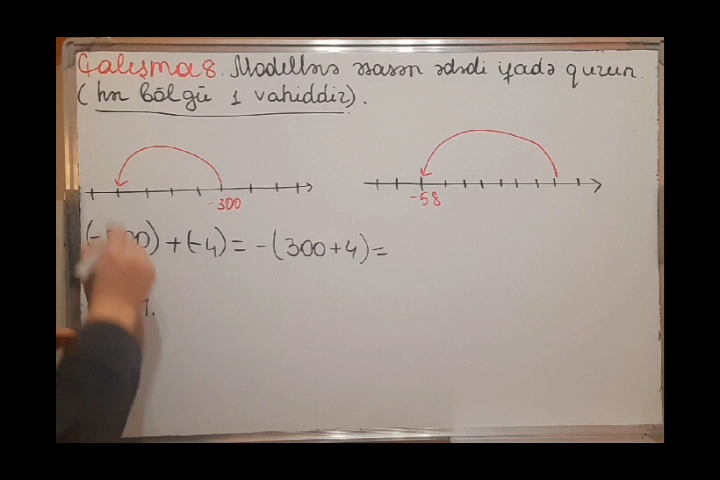 Çalışma 8. Modellərə əsasən ədədi ifadə qurun.
(hər bölgü 1 vahiddir).
-300
-58
+(-4) = -(300+4) =